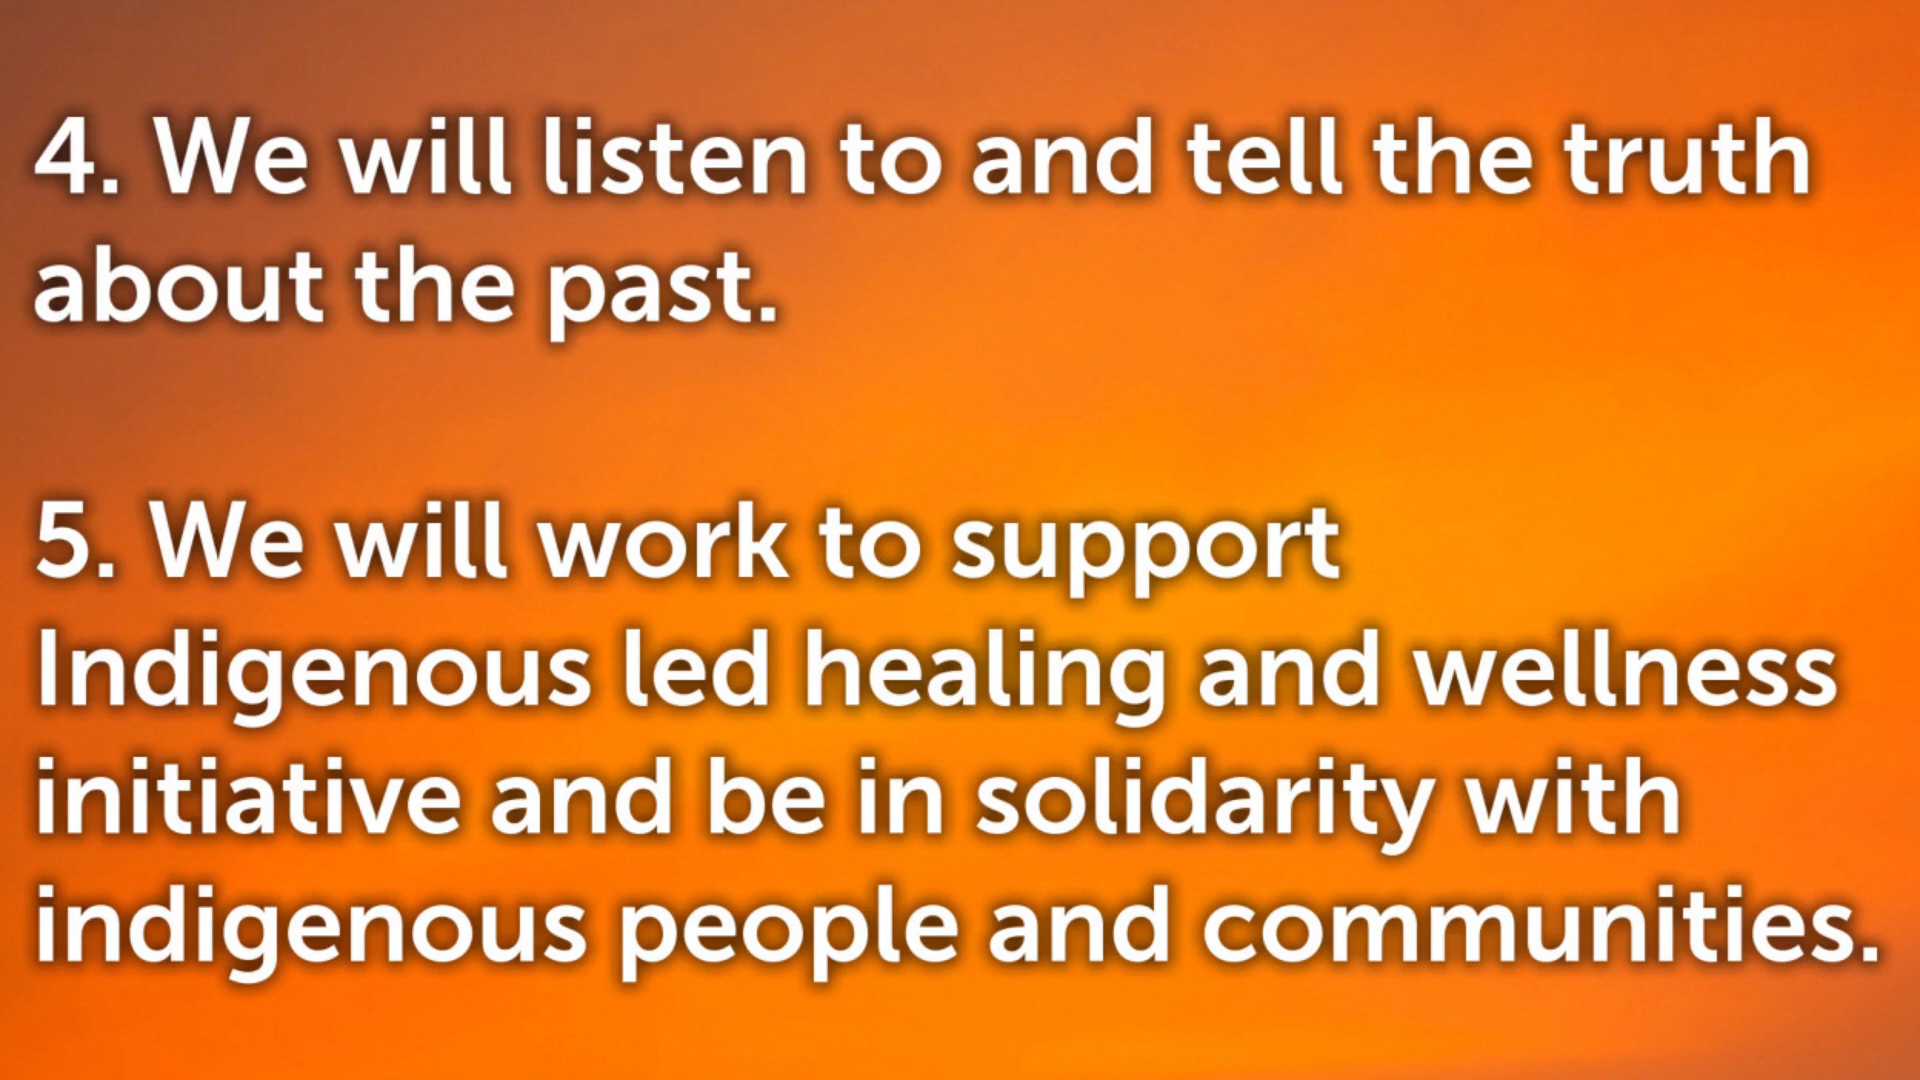 4. We will listen to and tell the truth
about the past.
5. We will work to support
Indigenous led healing and wellness
initiative and be in solidarity with
indigenous people and communities.